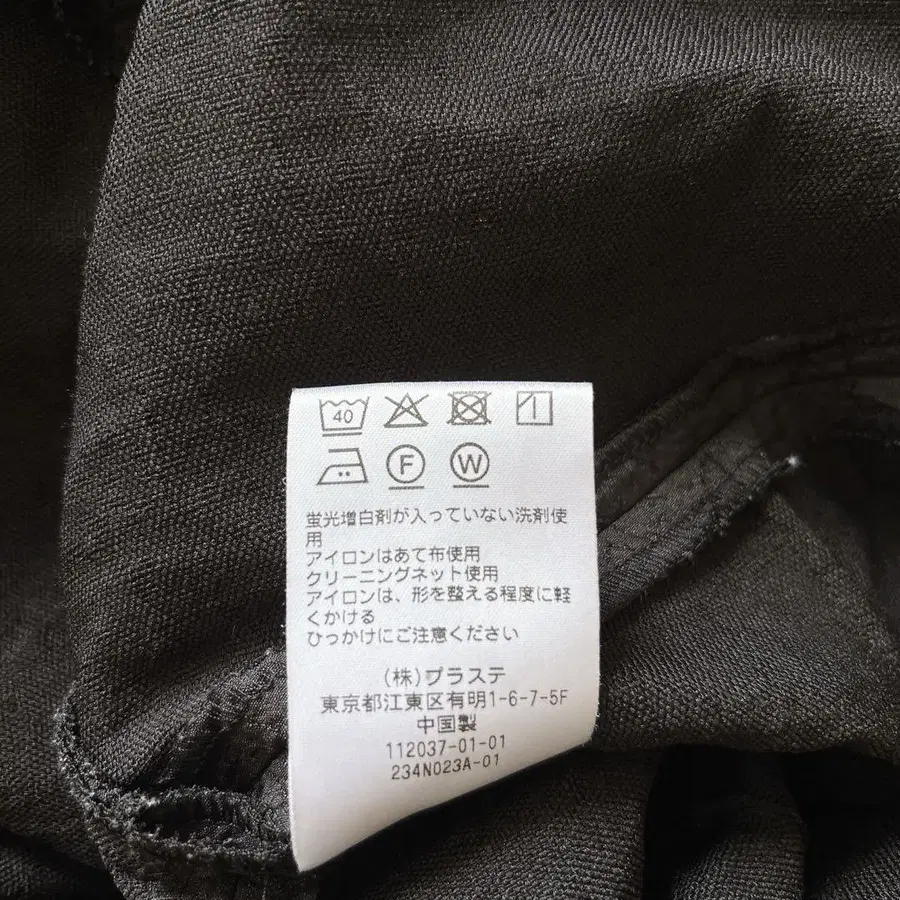 40
F W
蛍光増白剤が入っていない洗剤使
用
アイロンはあて布使用
クリーニングネット使用
アイロンは、形を整える程度に軽
くかける
ひっかけにご注意ください
(株)プラステ
東京都江東区有明1-6-7-5F
中国製
112037-01-01
234N023A-01